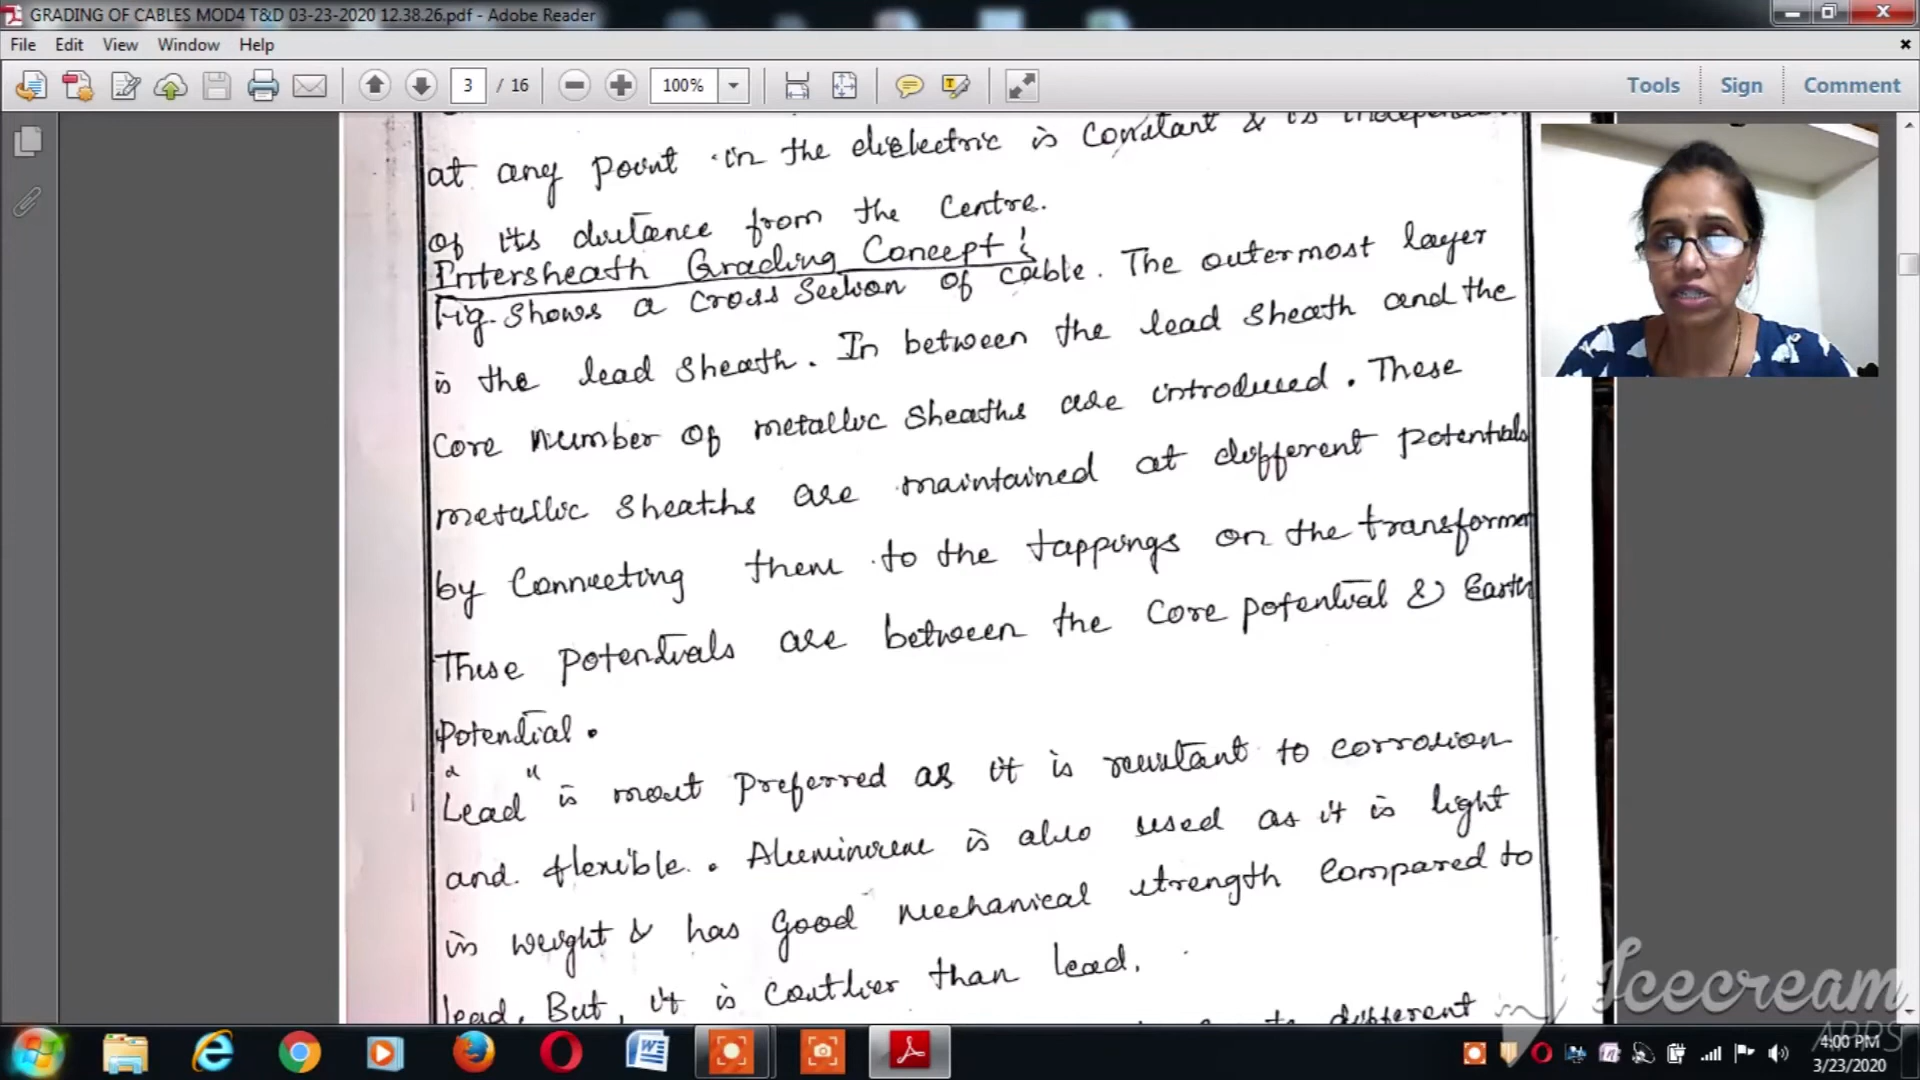 GRADING OF CABLES MOD4 T&D 03-23-2020 12.38.26.pdf - Adobe Reader
File Edit View Window Help
3 / 16 100% Tools Sign Comment
at any point in the dielectric is constant & is
of its distance from the centre.
Intersheath Grading Concept :
Fig. shows a cross section of cable. The outermost layer
is the lead sheath. In between the lead sheath and the
core number of metallic sheaths are introduced. These
metallic sheaths are maintained at different potentials
by connecting them to the tappings on the transformer
These potentials are between the core potential & Earth
Potential.
"Lead" is most preferred as it is resistant to corrosion
and flexible. Aluminium is also used as it is light
in weight & has good mechanical strength compared to
lead. But, it is costlier than lead.
different
Icecream
APPS
4:00 PM
3/23/2020